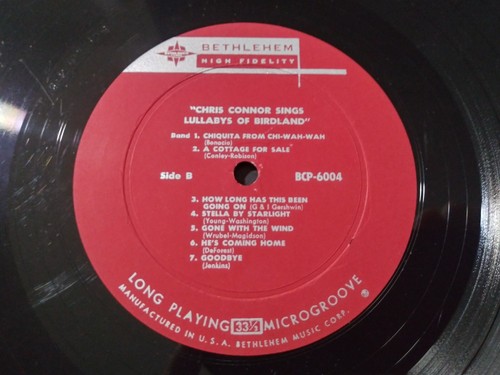 BETHLEHEM
HIGH FIDELITY
"CHRIS CONNOR SINGS
LULLABYS OF BIRDLAND"
Band 1. CHIQUITA FROM CHI-WAH-WAH
(Bonacio)
2. A COTTAGE FOR SALE
(Conley-Robison)
Side B BCP-6004
3. HOW LONG HAS THIS BEEN
GOING ON (G & I Gershwin)
4. STELLA BY STARLIGHT
(Young-Washington)
5. GONE WITH THE WIND
(Wrubel-Magidson)
6. HE'S COMING HOME
(DeForest)
7. GOODBYE
(Jenkins)
LONG PLAYING 33⅓ MICROGROOVE
MANUFACTURED IN U.S.A. BETHLEHEM MUSIC CORP.